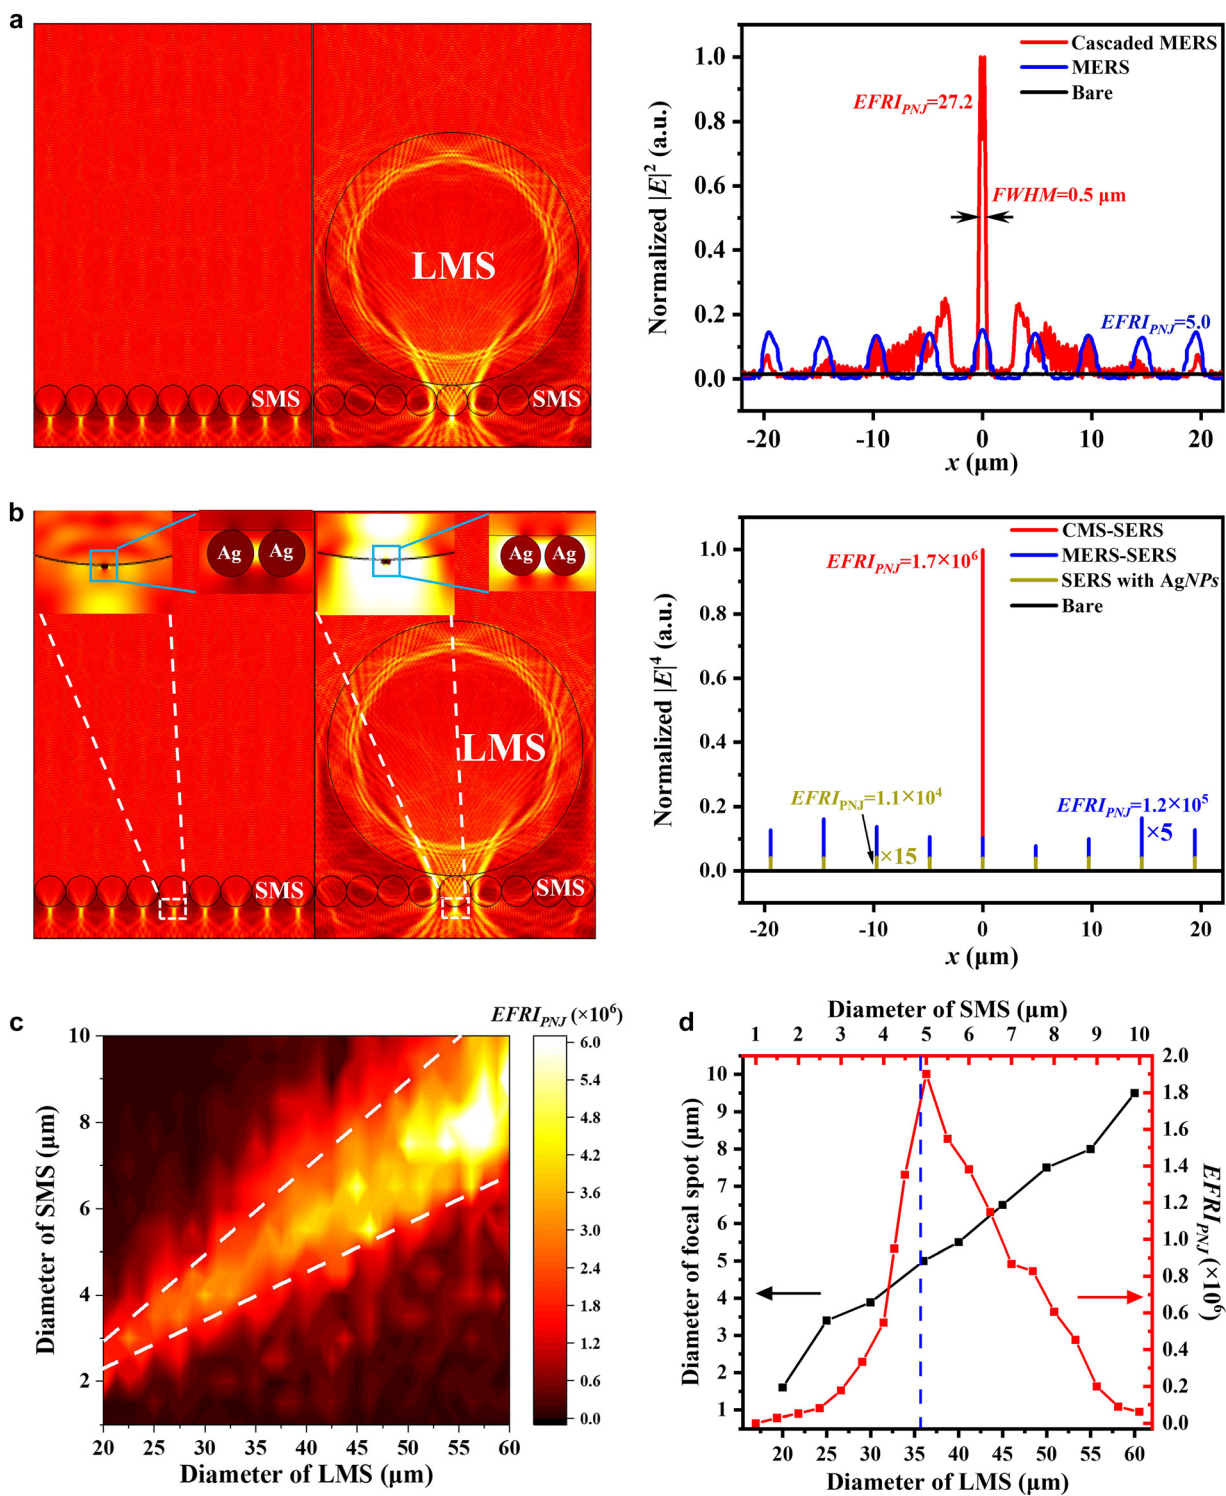 a
LMS
SMS
SMS
Normalized |E|² (a.u.)
1.0
0.8
0.6
0.4
0.2
0.0
Cascaded MERS
MERS
Bare
EFRI_PNJ=27.2
FWHM=0.5 μm
EFRI_PNJ=5.0
-20 -10 0 10 20
x (μm)
b
Ag Ag
Ag Ag
LMS
SMS
SMS
Normalized |E|⁴ (a.u.)
1.0
0.8
0.6
0.4
0.2
0.0
CMS-SERS
MERS-SERS
SERS with AgNPs
Bare
EFRI_PNJ=1.7×10⁶
EFRI_PNJ=1.1×10⁴
×15
EFRI_PNJ=1.2×10⁵
×5
-20 -10 0 10 20
x (μm)
c
EFRI_PNJ (×10⁶)
Diameter of SMS (μm)
10
8
6
4
2
20 25 30 35 40 45 50 55 60
Diameter of LMS (μm)
6.0
5.4
4.8
4.2
3.6
3.0
2.4
1.8
1.2
0.6
0.0
d
Diameter of SMS (μm)
1 2 3 4 5 6 7 8 9 10
Diameter of focal spot (μm)
10
9
8
7
6
5
4
3
2
1
2.0
1.8
1.6
1.4
1.2
1.0
0.8
0.6
0.4
0.2
0.0
EFRI_PNJ (×10⁶)
20 25 30 35 40 45 50 55 60
Diameter of LMS (μm)